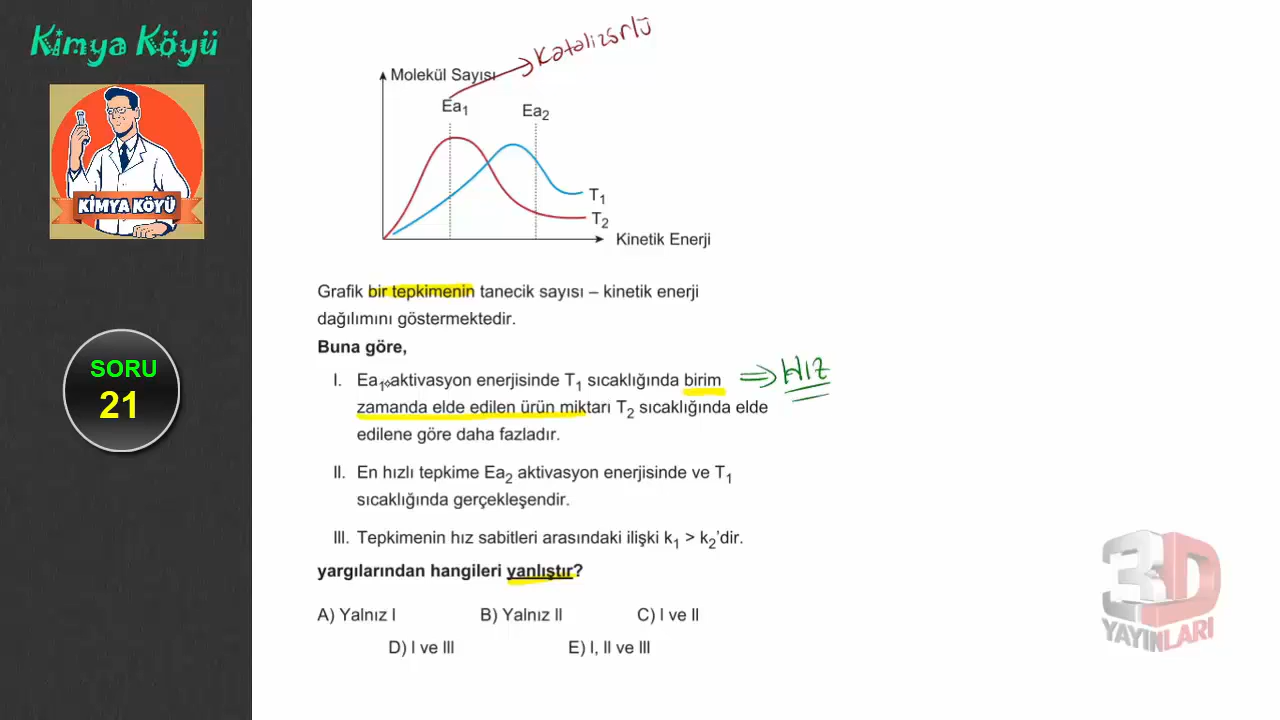 Kimya Köyü
KİMYA KÖYÜ
SORU
21
Katalizörlü
Molekül Sayısı
Ea1
Ea2
T1
T2
Kinetik Enerji
Grafik bir tepkimenin tanecik sayısı – kinetik enerji
dağılımını göstermektedir.
Buna göre,
I. Ea1 aktivasyon enerjisinde T1 sıcaklığında birim
zamanda elde edilen ürün miktarı T2 sıcaklığında elde
edilene göre daha fazladır.
⇒ HIZ
II. En hızlı tepkime Ea2 aktivasyon enerjisinde ve T1
sıcaklığında gerçekleşendir.
III. Tepkimenin hız sabitleri arasındaki ilişki k1 > k2'dir.
yargılarından hangileri yanlıştır?
A) Yalnız I B) Yalnız II C) I ve II
D) I ve III E) I, II ve III
3D
YAYINLARI